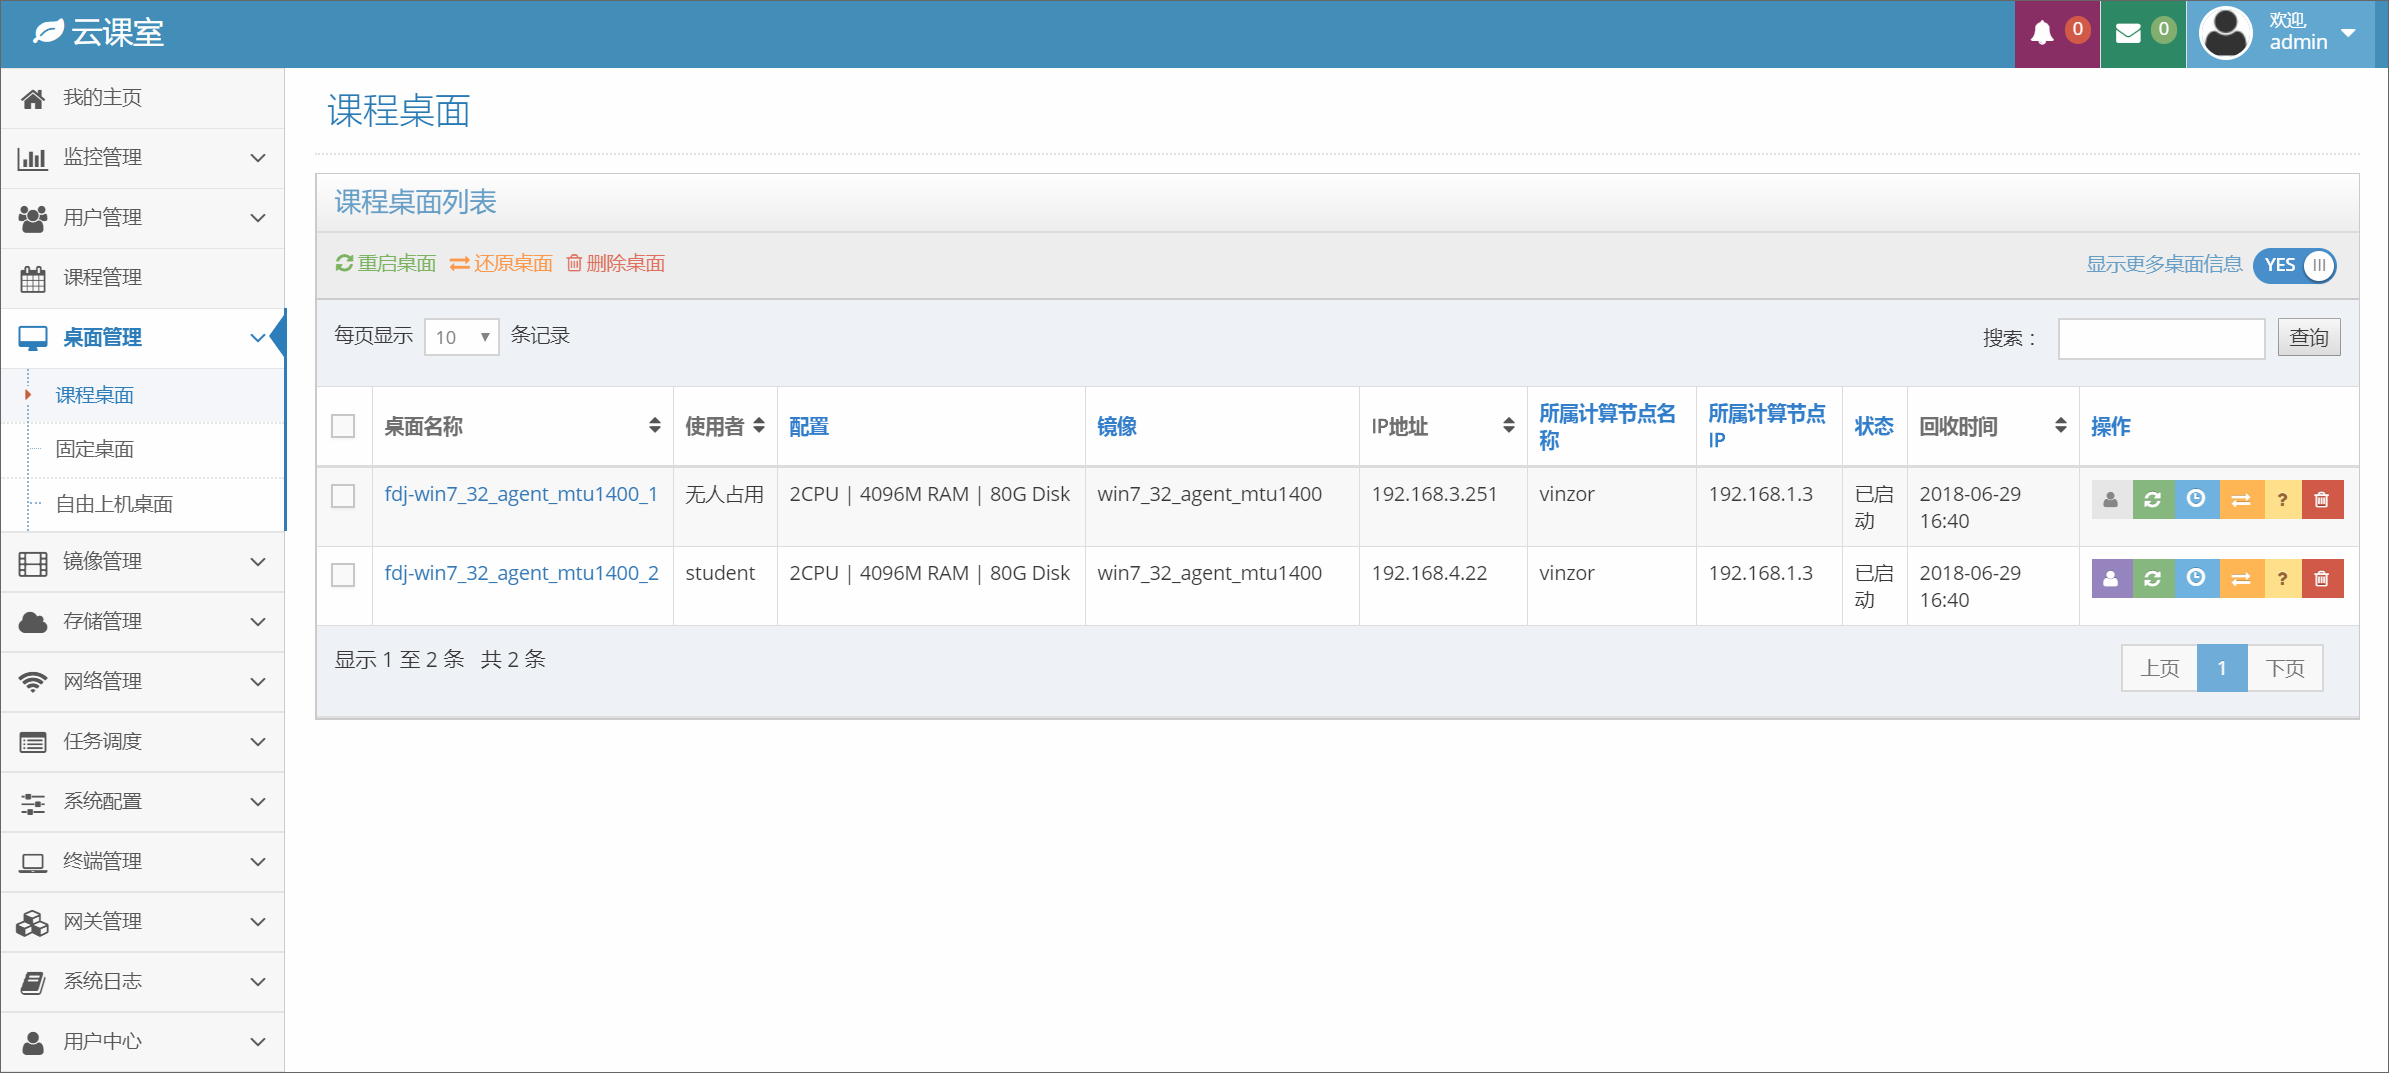 云课室
0
0
欢迎,
admin
我的主页
监控管理
用户管理
课程管理
桌面管理
课程桌面
固定桌面
自由上机桌面
镜像管理
存储管理
网络管理
任务调度
系统配置
终端管理
网关管理
系统日志
用户中心
课程桌面
课程桌面列表
重启桌面 还原桌面 删除桌面
显示更多桌面信息 YES
每页显示 10 条记录
搜索： 查询
桌面名称 使用者 配置 镜像 IP地址 所属计算节点名称 所属计算节点IP 状态 回收时间 操作
fdj-win7_32_agent_mtu1400_1 无人占用 2CPU | 4096M RAM | 80G Disk win7_32_agent_mtu1400 192.168.3.251 vinzor 192.168.1.3 已启动 2018-06-29 16:40 ?
fdj-win7_32_agent_mtu1400_2 student 2CPU | 4096M RAM | 80G Disk win7_32_agent_mtu1400 192.168.4.22 vinzor 192.168.1.3 已启动 2018-06-29 16:40 ?
显示 1 至 2 条 共 2 条
上页 1 下页